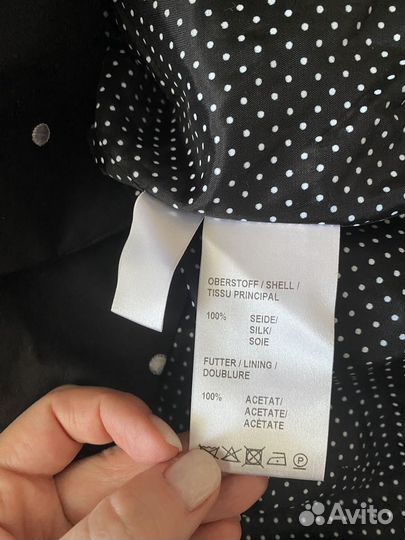 OBERSTOFF / SHELL /
TISSU PRINCIPAL
100% SEIDE/
SILK/
SOIE
FUTTER / LINING /
DOUBLURE
100% ACETAT/
ACETATE/
ACÉTATE
P
Avito